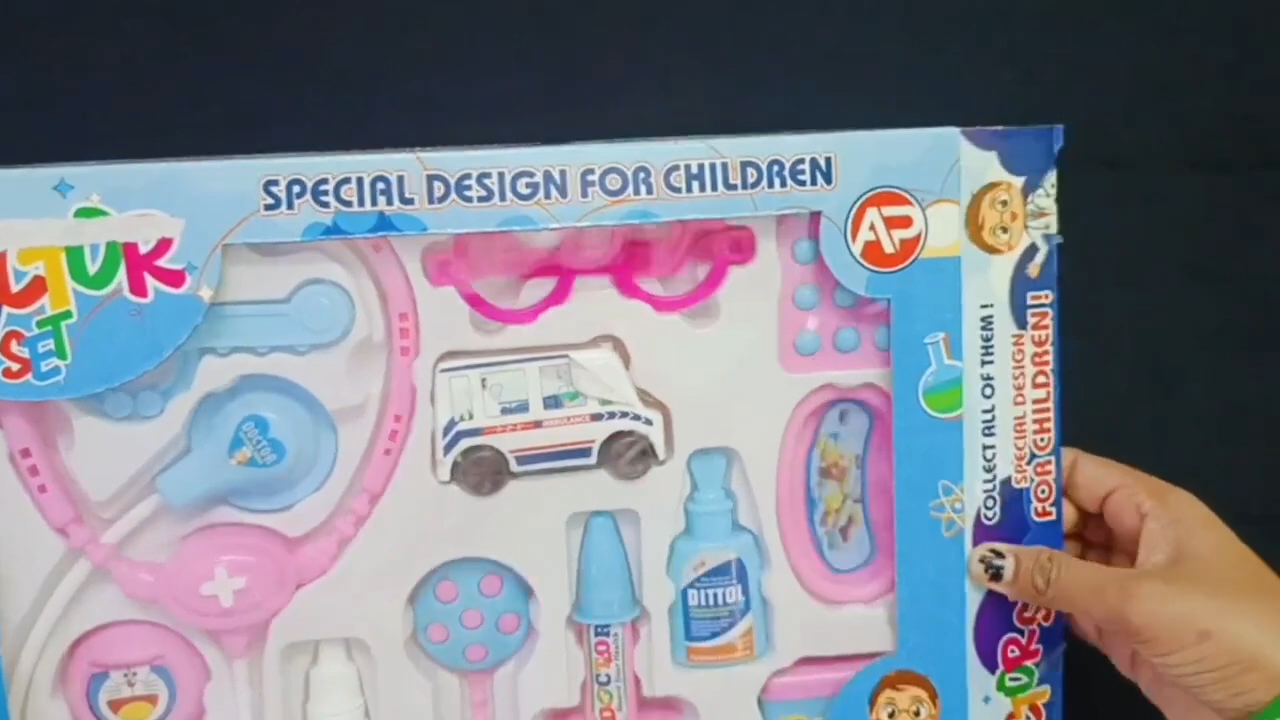 SPECIAL DESIGN FOR CHILDREN
AP
CTOR
SET
DOCTOR
AMBULANCE
DITTOL
DOCTOR
COLLECT ALL OF THEM!
SPECIAL DESIGN
FOR CHILDREN!